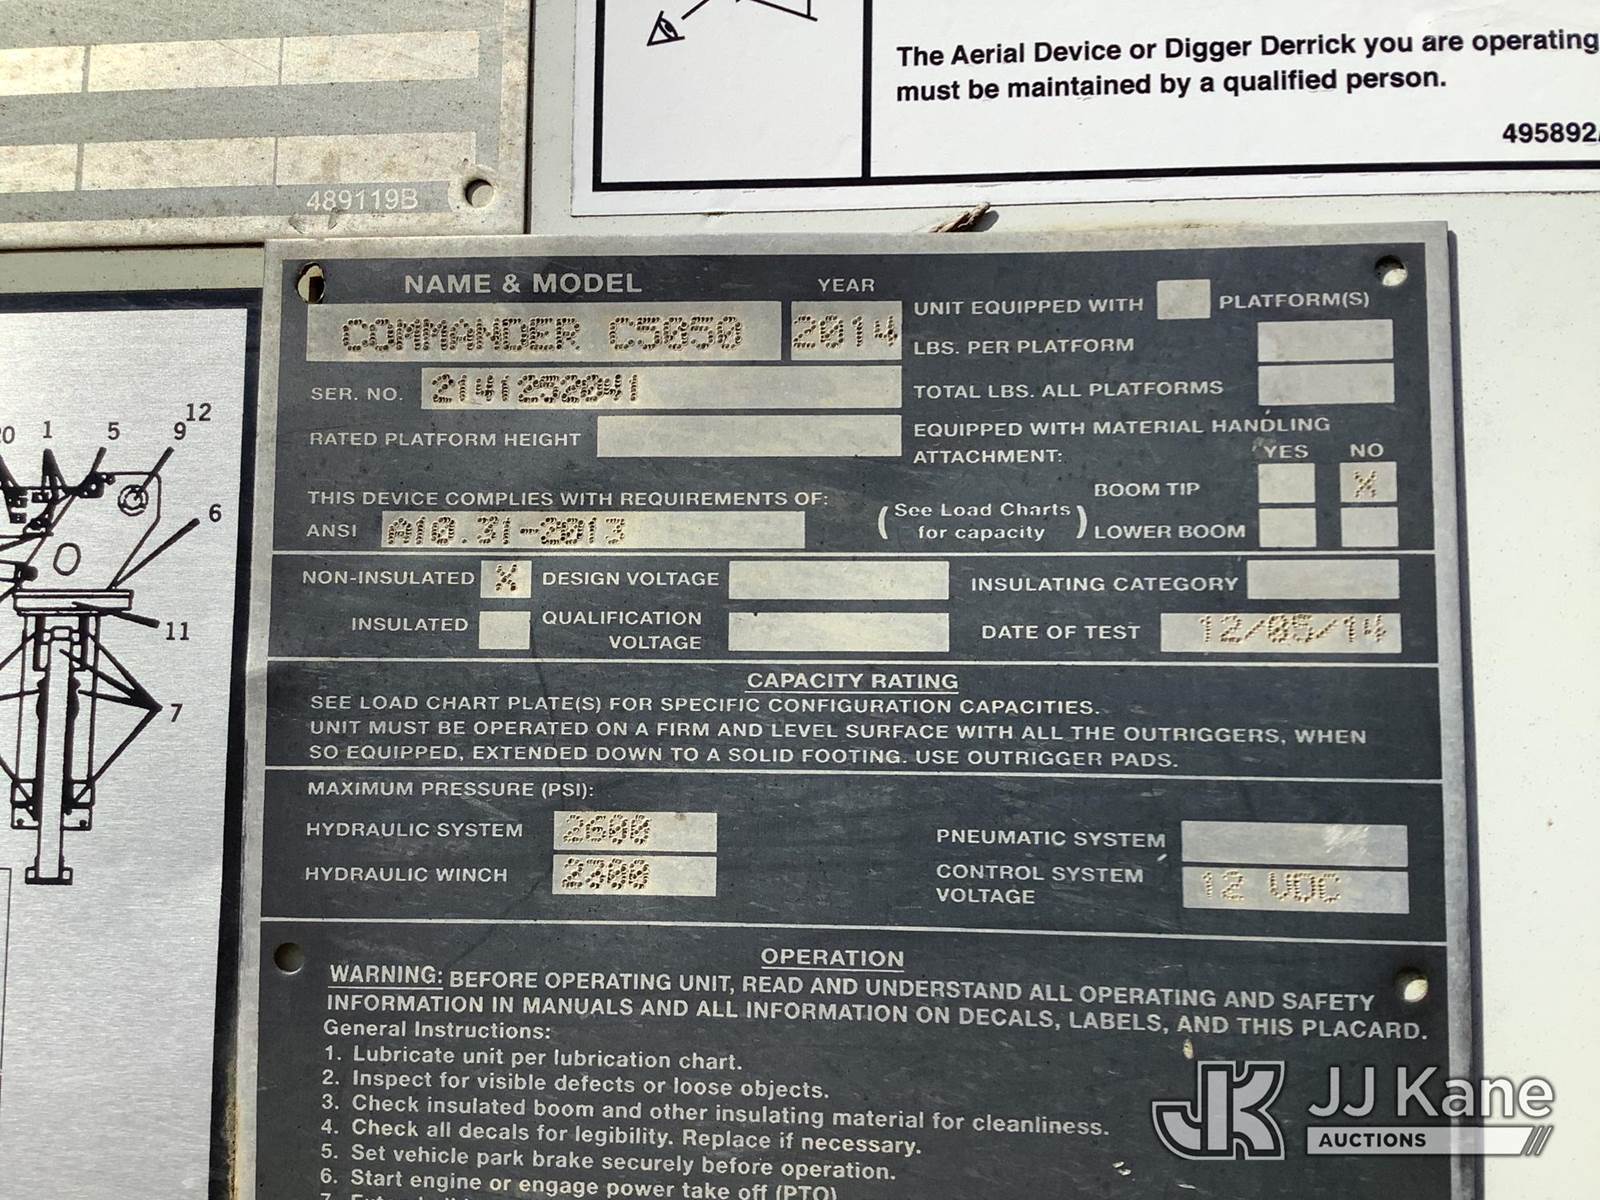 The Aerial Device or Digger Derrick you are operating
must be maintained by a qualified person.
495892
489119B
NAME & MODEL
YEAR
COMMANDER C5050
2014
UNIT EQUIPPED WITH PLATFORM(S)
LBS. PER PLATFORM
SER. NO. 2141252041
TOTAL LBS. ALL PLATFORMS
RATED PLATFORM HEIGHT
EQUIPPED WITH MATERIAL HANDLING
ATTACHMENT:
YES NO
THIS DEVICE COMPLIES WITH REQUIREMENTS OF:
ANSI A10.31-2013
(See Load Charts
for capacity)
BOOM TIP X
LOWER BOOM
NON-INSULATED X
DESIGN VOLTAGE
INSULATING CATEGORY
INSULATED
QUALIFICATION
VOLTAGE
DATE OF TEST 12/05/14
CAPACITY RATING
SEE LOAD CHART PLATE(S) FOR SPECIFIC CONFIGURATION CAPACITIES.
UNIT MUST BE OPERATED ON A FIRM AND LEVEL SURFACE WITH ALL THE OUTRIGGERS, WHEN
SO EQUIPPED, EXTENDED DOWN TO A SOLID FOOTING. USE OUTRIGGER PADS.
MAXIMUM PRESSURE (PSI):
HYDRAULIC SYSTEM 2600
PNEUMATIC SYSTEM
HYDRAULIC WINCH 2300
CONTROL SYSTEM
VOLTAGE
12 VDC
OPERATION
WARNING: BEFORE OPERATING UNIT, READ AND UNDERSTAND ALL OPERATING AND SAFETY
INFORMATION IN MANUALS AND ALL INFORMATION ON DECALS, LABELS, AND THIS PLACARD.
General Instructions:
1. Lubricate unit per lubrication chart.
2. Inspect for visible defects or loose objects.
3. Check insulated boom and other insulating material for cleanliness.
4. Check all decals for legibility. Replace if necessary.
5. Set vehicle park brake securely before operation.
6. Start engine or engage power take off (PTO)
7.
1 5 9 12
6
11
7
JK JJ Kane
AUCTIONS